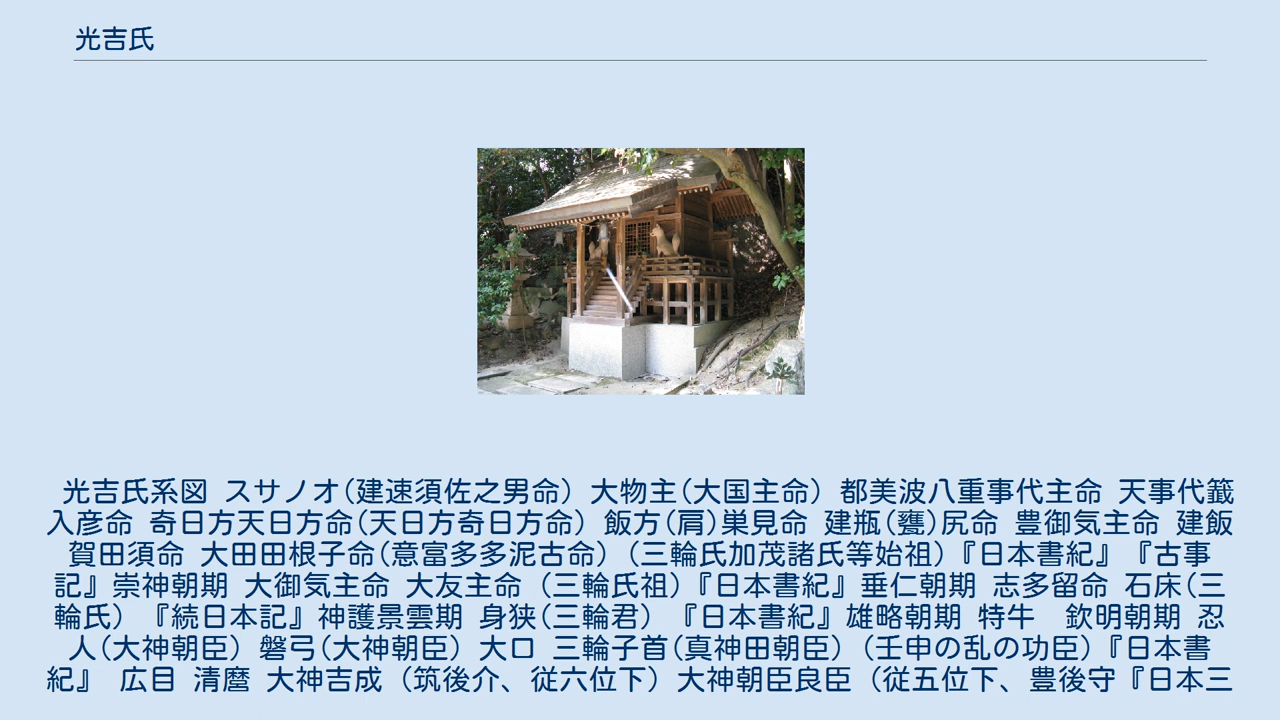 光吉氏
光吉氏系図 スサノオ(建速須佐之男命) 大物主(大国主命) 都美波八重事代主命 天事代籤
入彦命 奇日方天日方命(天日方奇日方命) 飯方(肩)巣見命 建瓶(甕)尻命 豊御気主命 建飯
賀田須命 大田田根子命(意富多多泥古命) (三輪氏加茂諸氏等始祖)『日本書紀』『古事
記』崇神朝期 大御気主命 大友主命 (三輪氏祖)『日本書紀』垂仁朝期 志多留命 石床(三
輪氏) 『続日本記』神護景雲期 身狭(三輪君) 『日本書紀』雄略朝期 特牛　欽明朝期 忍
人(大神朝臣) 磐弓(大神朝臣) 大口 三輪子首(真神田朝臣) (壬申の乱の功臣)『日本書
紀』 広目 清麿 大神吉成 (筑後介、従六位下) 大神朝臣良臣 (従五位下、豊後守『日本三